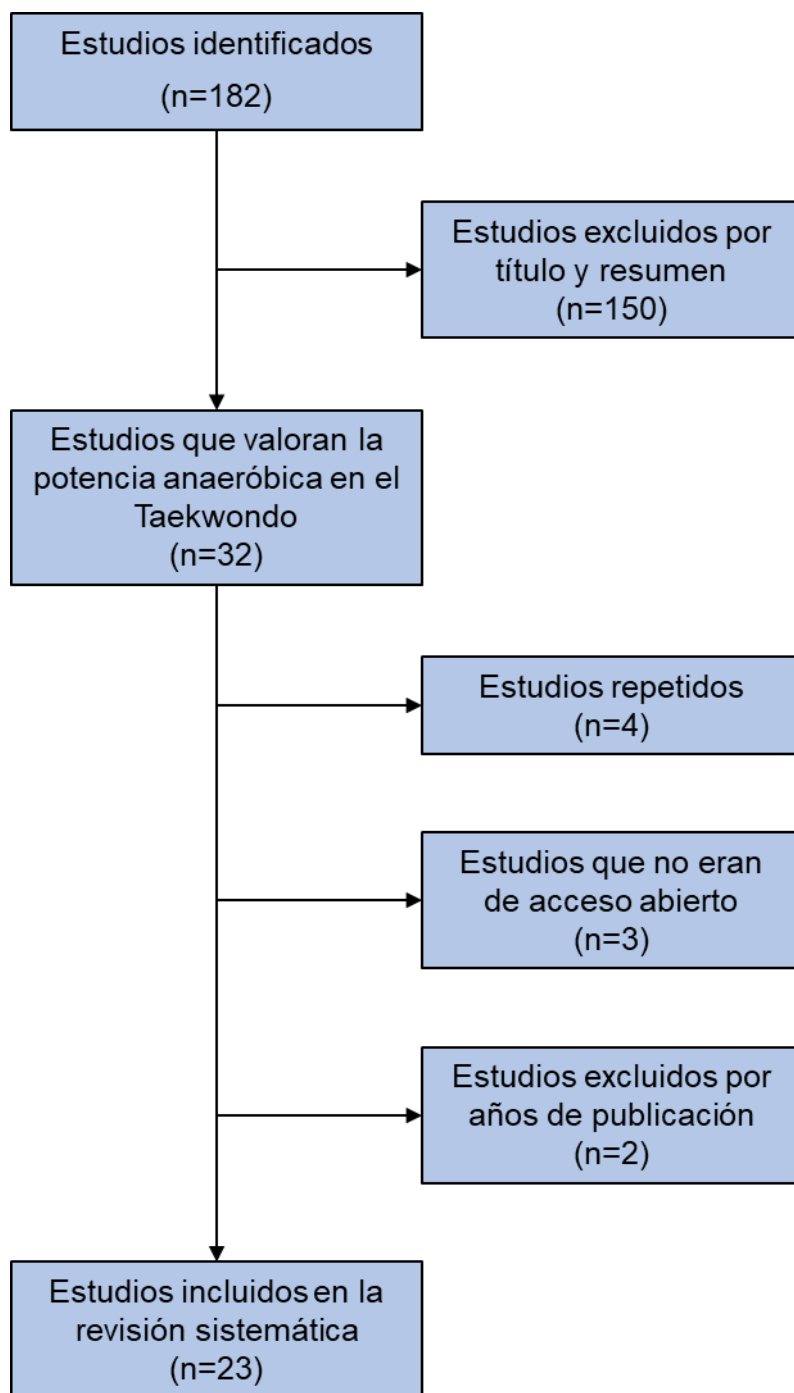 Estudios identificados
(n=182)
Estudios excluidos por
título y resumen
(n=150)
Estudios que valoran la
potencia anaeróbica en el
Taekwondo
(n=32)
Estudios repetidos
(n=4)
Estudios que no eran
de acceso abierto
(n=3)
Estudios excluidos por
años de publicación
(n=2)
Estudios incluidos en la
revisión sistemática
(n=23)